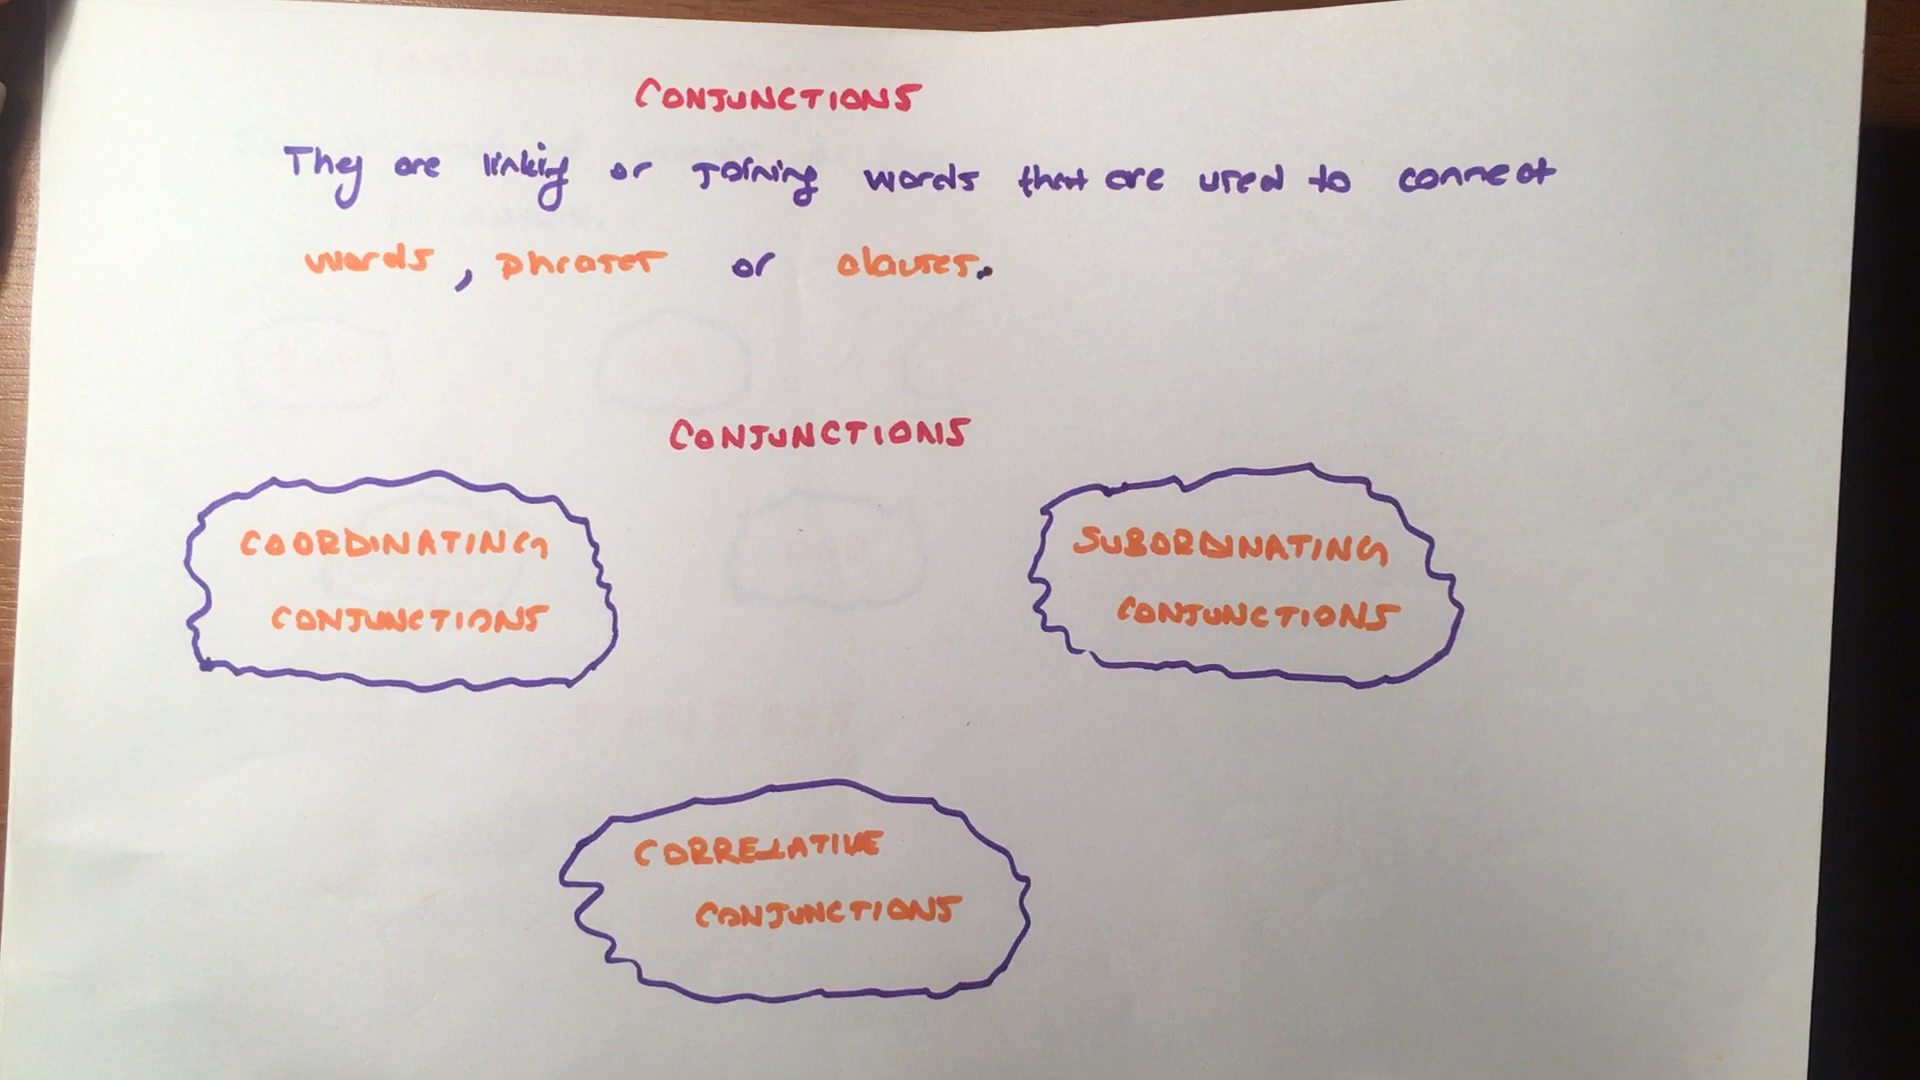 CONJUNCTIONS
They are linking or Joining words that are used to connect
words, phrases or clauses.
CONJUNCTIONS
COORDINATING
CONJUNCTIONS
SUBORDINATING
CONJUNCTIONS
CORRELATIVE
CONJUNCTIONS